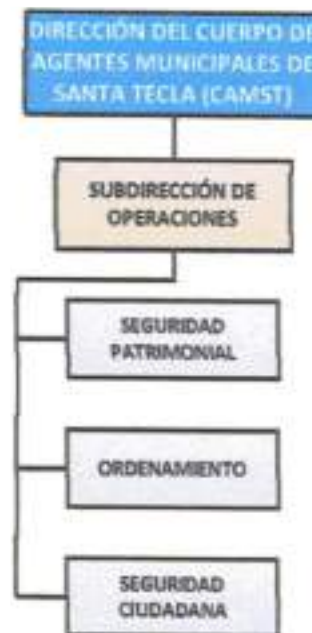 DIRECCIÓN DEL CUERPO DE
AGENTES MUNICIPALES DE
SANTA TECLA (CAMST)
SUBDIRECCIÓN DE
OPERACIONES
SEGURIDAD
PATRIMONIAL
ORDENAMIENTO
SEGURIDAD
CIUDADANA